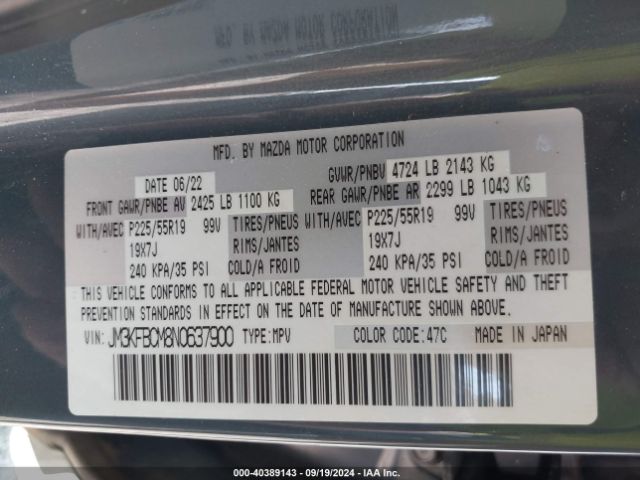 MFD. BY MAZDA MOTOR CORPORATION
MFD. BY MAZDA MOTOR CORPORATION
DATE 06/22 GVWR/PNBV 4724 LB 2143 KG
FRONT GAWR/PNBE AV 2425 LB 1100 KG REAR GAWR/PNBE AR 2299 LB 1043 KG
WITH/AVEC P225/55R19 99V TIRES/PNEUS WITH/AVEC P225/55R19 99V TIRES/PNEUS
19X7J RIMS/JANTES 19X7J RIMS/JANTES
240 KPA/35 PSI COLD/A FROID 240 KPA/35 PSI COLD/A FROID
THIS VEHICLE CONFORMS TO ALL APPLICABLE FEDERAL MOTOR VEHICLE SAFETY AND THEFT
PREVENTION STANDARDS IN EFFECT ON THE DATE OF MANUFACTURE SHOWN ABOVE.
VIN: JM3KFBCM8N0637900 TYPE:MPV COLOR CODE:47C MADE IN JAPAN
000-40389143 - 09/19/2024 - IAA Inc.